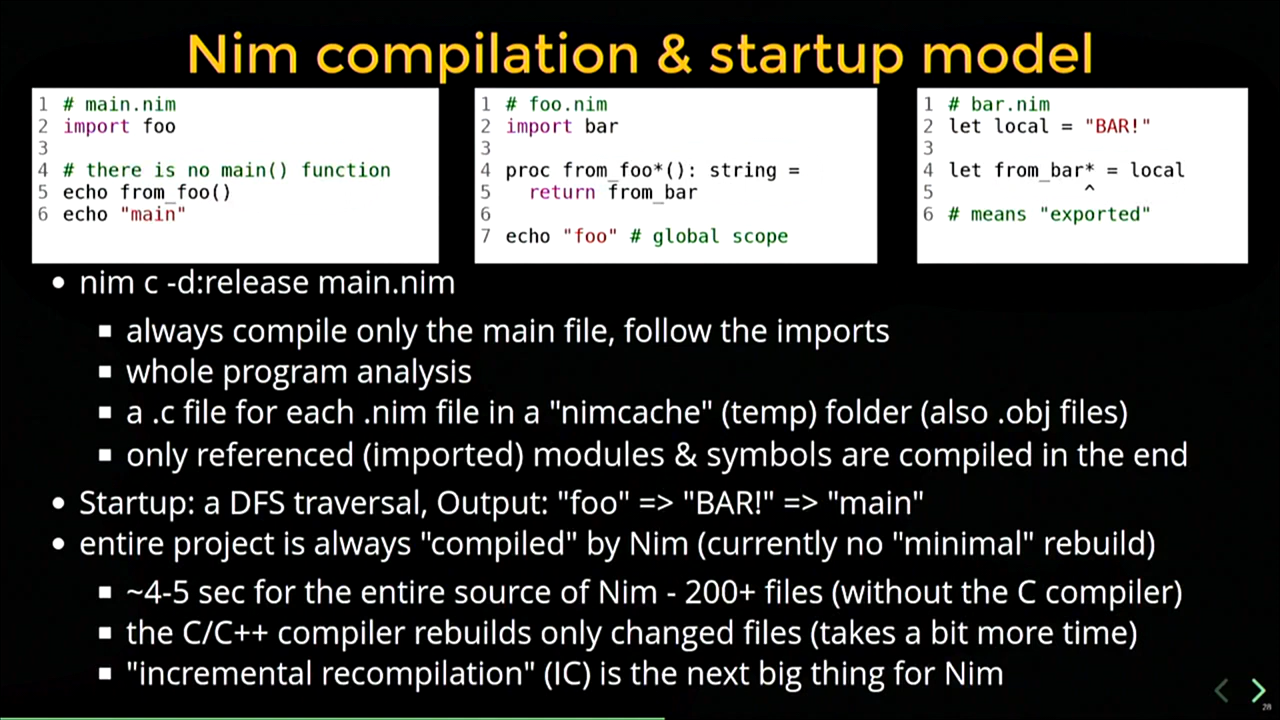 Nim compilation & startup model
1 # main.nim
2 import foo
3
4 # there is no main() function
5 echo from_foo()
6 echo "main"
1 # foo.nim
2 import bar
3
4 proc from_foo*(): string =
5   return from_bar
6
7 echo "foo" # global scope
1 # bar.nim
2 let local = "BAR!"
3
4 let from_bar* = local
5             ^
6 # means "exported"
• nim c -d:release main.nim
▪ always compile only the main file, follow the imports
▪ whole program analysis
▪ a .c file for each .nim file in a "nimcache" (temp) folder (also .obj files)
▪ only referenced (imported) modules & symbols are compiled in the end
• Startup: a DFS traversal, Output: "foo" => "BAR!" => "main"
• entire project is always "compiled" by Nim (currently no "minimal" rebuild)
▪ ~4-5 sec for the entire source of Nim - 200+ files (without the C compiler)
▪ the C/C++ compiler rebuilds only changed files (takes a bit more time)
▪ "incremental recompilation" (IC) is the next big thing for Nim
28